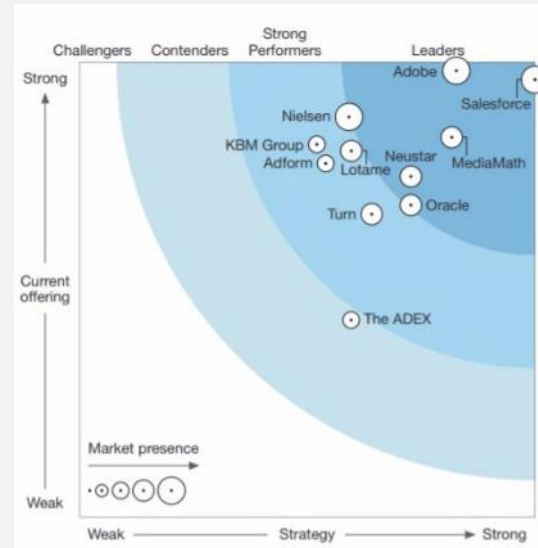 Strong
Challengers Contenders Performers Leaders
Strong
Adobe
Salesforce
Nielsen
KBM Group
Adform
Lotame
Neustar
MediaMath
Turn
Oracle
Current
offering
The ADEX
Market presence
Weak
Weak Strategy Strong